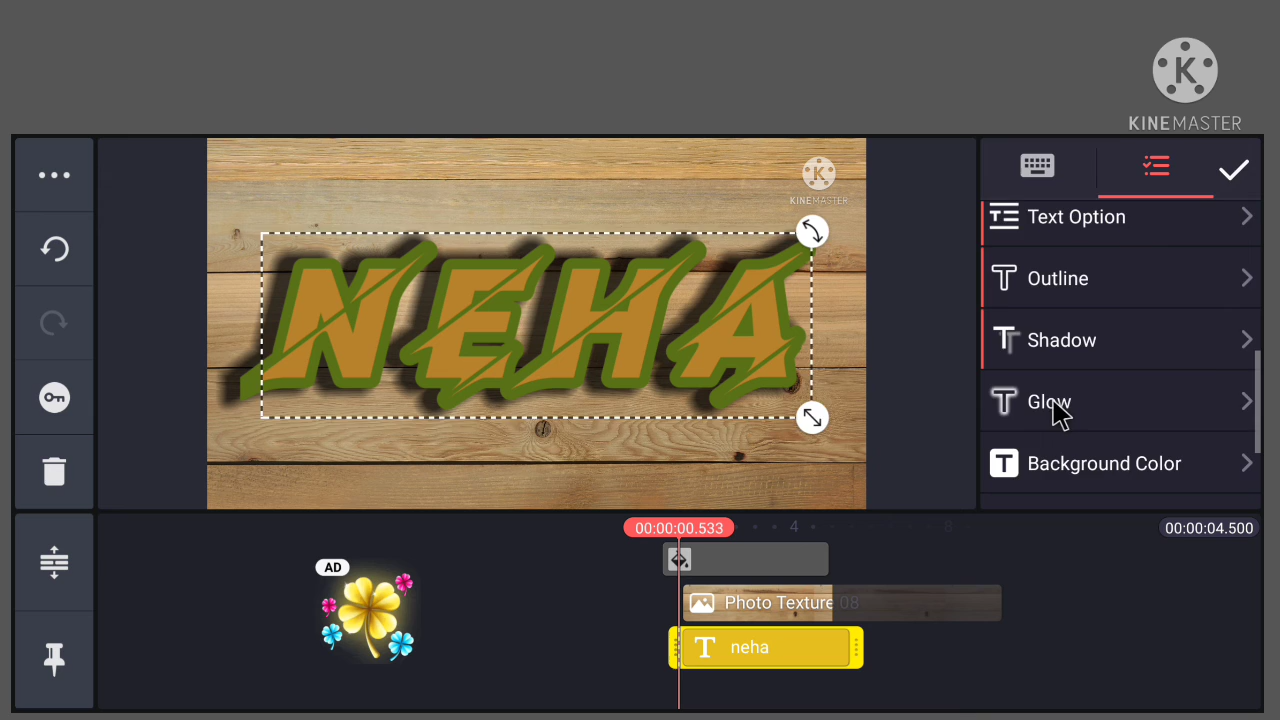 K
KINEMASTER
K
KINEMASTER
NEHA
Text Option
Outline
Shadow
Glow
Background Color
00:00:00.533
4
8
00:00:04.500
AD
Photo Texture 08
neha